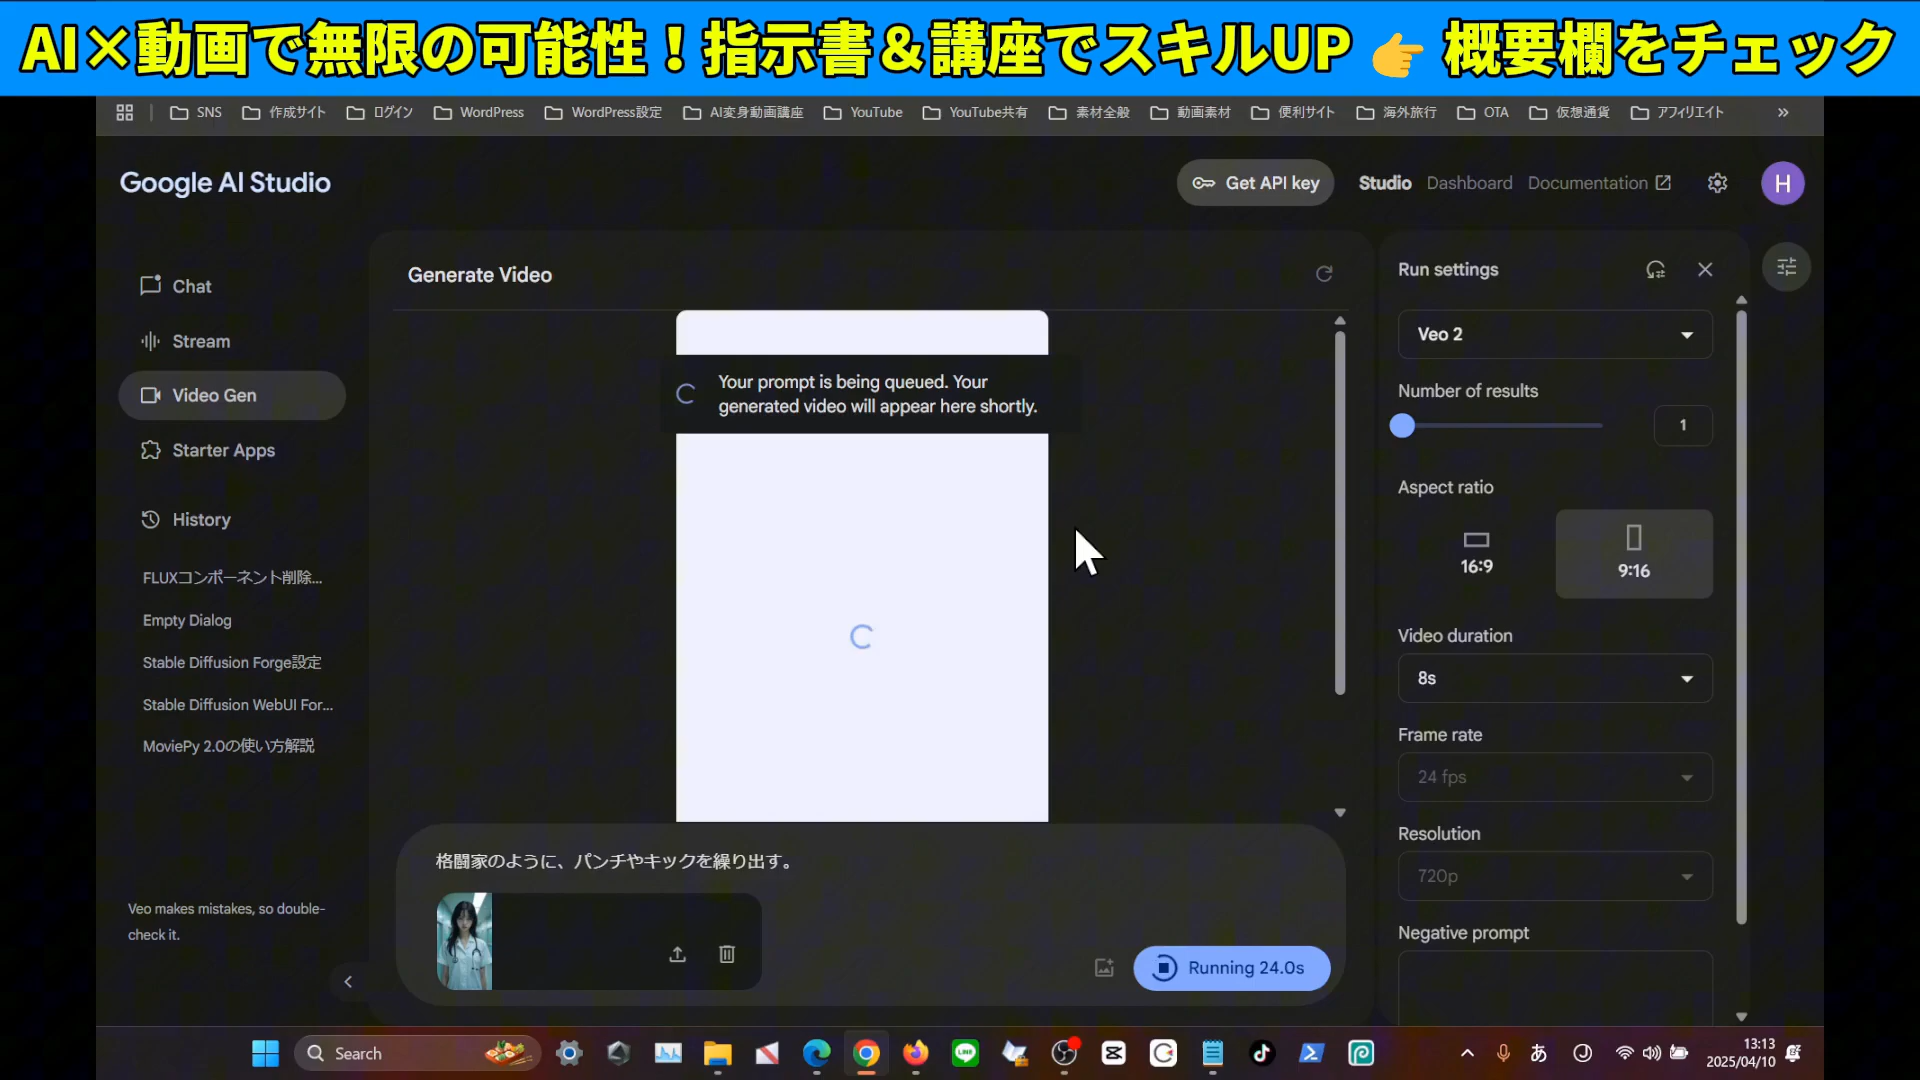 AI×動画で無限の可能性！指示書＆講座でスキルUP 👉 概要欄をチェック
SNS 作成サイト ログイン WordPress WordPress設定 AI変身動画講座 YouTube YouTube共有 素材全般 動画素材 便利サイト 海外旅行 OTA 仮想通貨 アフィリエイト »
Google AI Studio
Get API key Studio Dashboard Documentation
H
Chat
Stream
Video Gen
Starter Apps
History
FLUXコンポーネント削除...
Empty Dialog
Stable Diffusion Forge設定
Stable Diffusion WebUI For...
MoviePy 2.0の使い方解説
Veo makes mistakes, so double-
check it.
Generate Video
Your prompt is being queued. Your
generated video will appear here shortly.
格闘家のように、パンチやキックを繰り出す。
Running 24.0s
Run settings
Veo 2
Number of results
1
Aspect ratio
16:9
9:16
Video duration
8s
Frame rate
24 fps
Resolution
720p
Negative prompt
Search
LINE
あ
13:13
2025/04/10